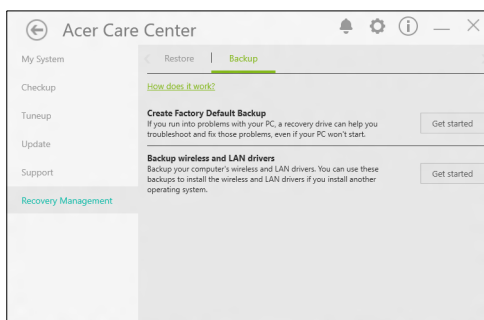 Acer Care Center
My System
Restore
Backup
Checkup
How does it work?
Tuneup
Create Factory Default Backup
If you run into problems with your PC, a recovery drive can help you
troubleshoot and fix those problems, even if your PC won't start.
Get started
Update
Backup wireless and LAN drivers
Backup your computer's wireless and LAN drivers. You can use these
backups to install the wireless and LAN drivers if you install another
operating system.
Get started
Support
Recovery Management